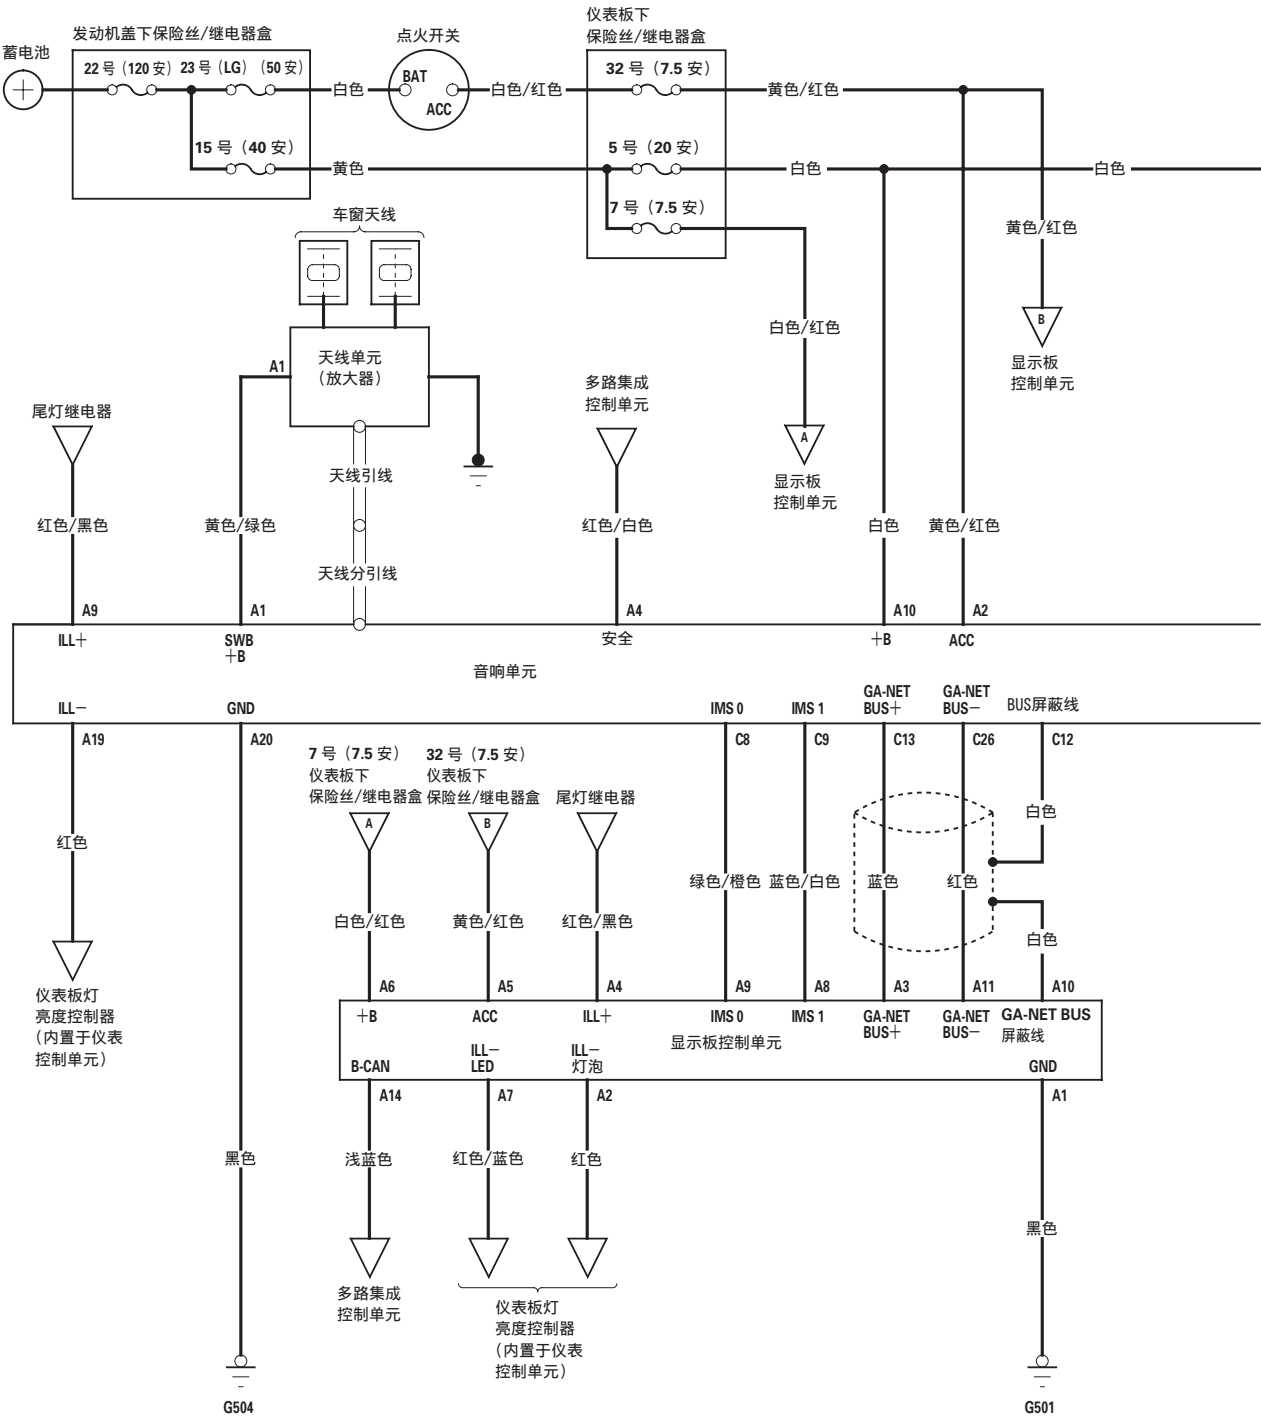 蓄电池
发动机盖下保险丝/继电器盒
22 号（120 安）
23 号（LG）（50 安）
15 号（40 安）
白色
黄色
点火开关
BAT
ACC
白色/红色
仪表板下
保险丝/继电器盒
32 号（7.5 安）
5 号（20 安）
7 号（7.5 安）
黄色/红色
白色
白色
黄色/红色
B
显示板
控制单元
白色/红色
A
显示板
控制单元
车窗天线
天线单元
（放大器）
A1
天线引线
天线分引线
尾灯继电器
红色/黑色
黄色/绿色
多路集成
控制单元
红色/白色
白色
黄色/红色
A9
A1
A4
A10
A2
ILL＋
SWB
＋B
安全
＋B
ACC
音响单元
ILL－
GND
IMS 0
IMS 1
GA-NET
BUS＋
GA-NET
BUS－
BUS屏蔽线
A19
A20
C8
C9
C13
C26
C12
7 号（7.5 安）
仪表板下
保险丝/继电器盒
A
32 号（7.5 安）
仪表板下
保险丝/继电器盒
B
尾灯继电器
红色
白色/红色
黄色/红色
红色/黑色
绿色/橙色
蓝色/白色
蓝色
红色
白色
白色
仪表板灯
亮度控制器
（内置于仪表
控制单元）
A6
A5
A4
A9
A8
A3
A11
A10
＋B
ACC
ILL＋
IMS 0
IMS 1
GA-NET
BUS＋
GA-NET
BUS－
GA-NET BUS
屏蔽线
显示板控制单元
B-CAN
ILL－
LED
ILL－
灯泡
GND
A14
A7
A2
A1
黑色
浅蓝色
红色/蓝色
红色
黑色
多路集成
控制单元
仪表板灯
亮度控制器
（内置于仪表
控制单元）
G504
G501